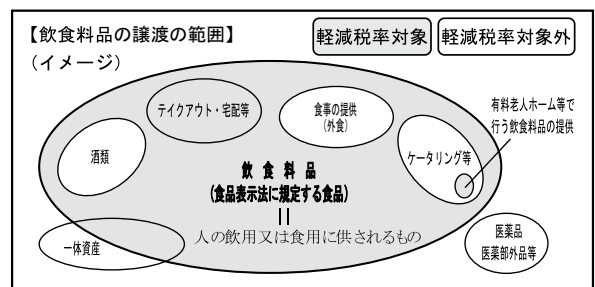 【飲食料品の譲渡の範囲】
軽減税率対象
軽減税率対象外
（イメージ）
テイクアウト・宅配等
食事の提供
（外食）
有料老人ホーム等で
行う飲食料品の提供
酒類
ケータリング等
飲食料品
（食品表示法に規定する食品）
||
人の飲用又は食用に供されるもの
一体資産
医薬品
医薬部外品等